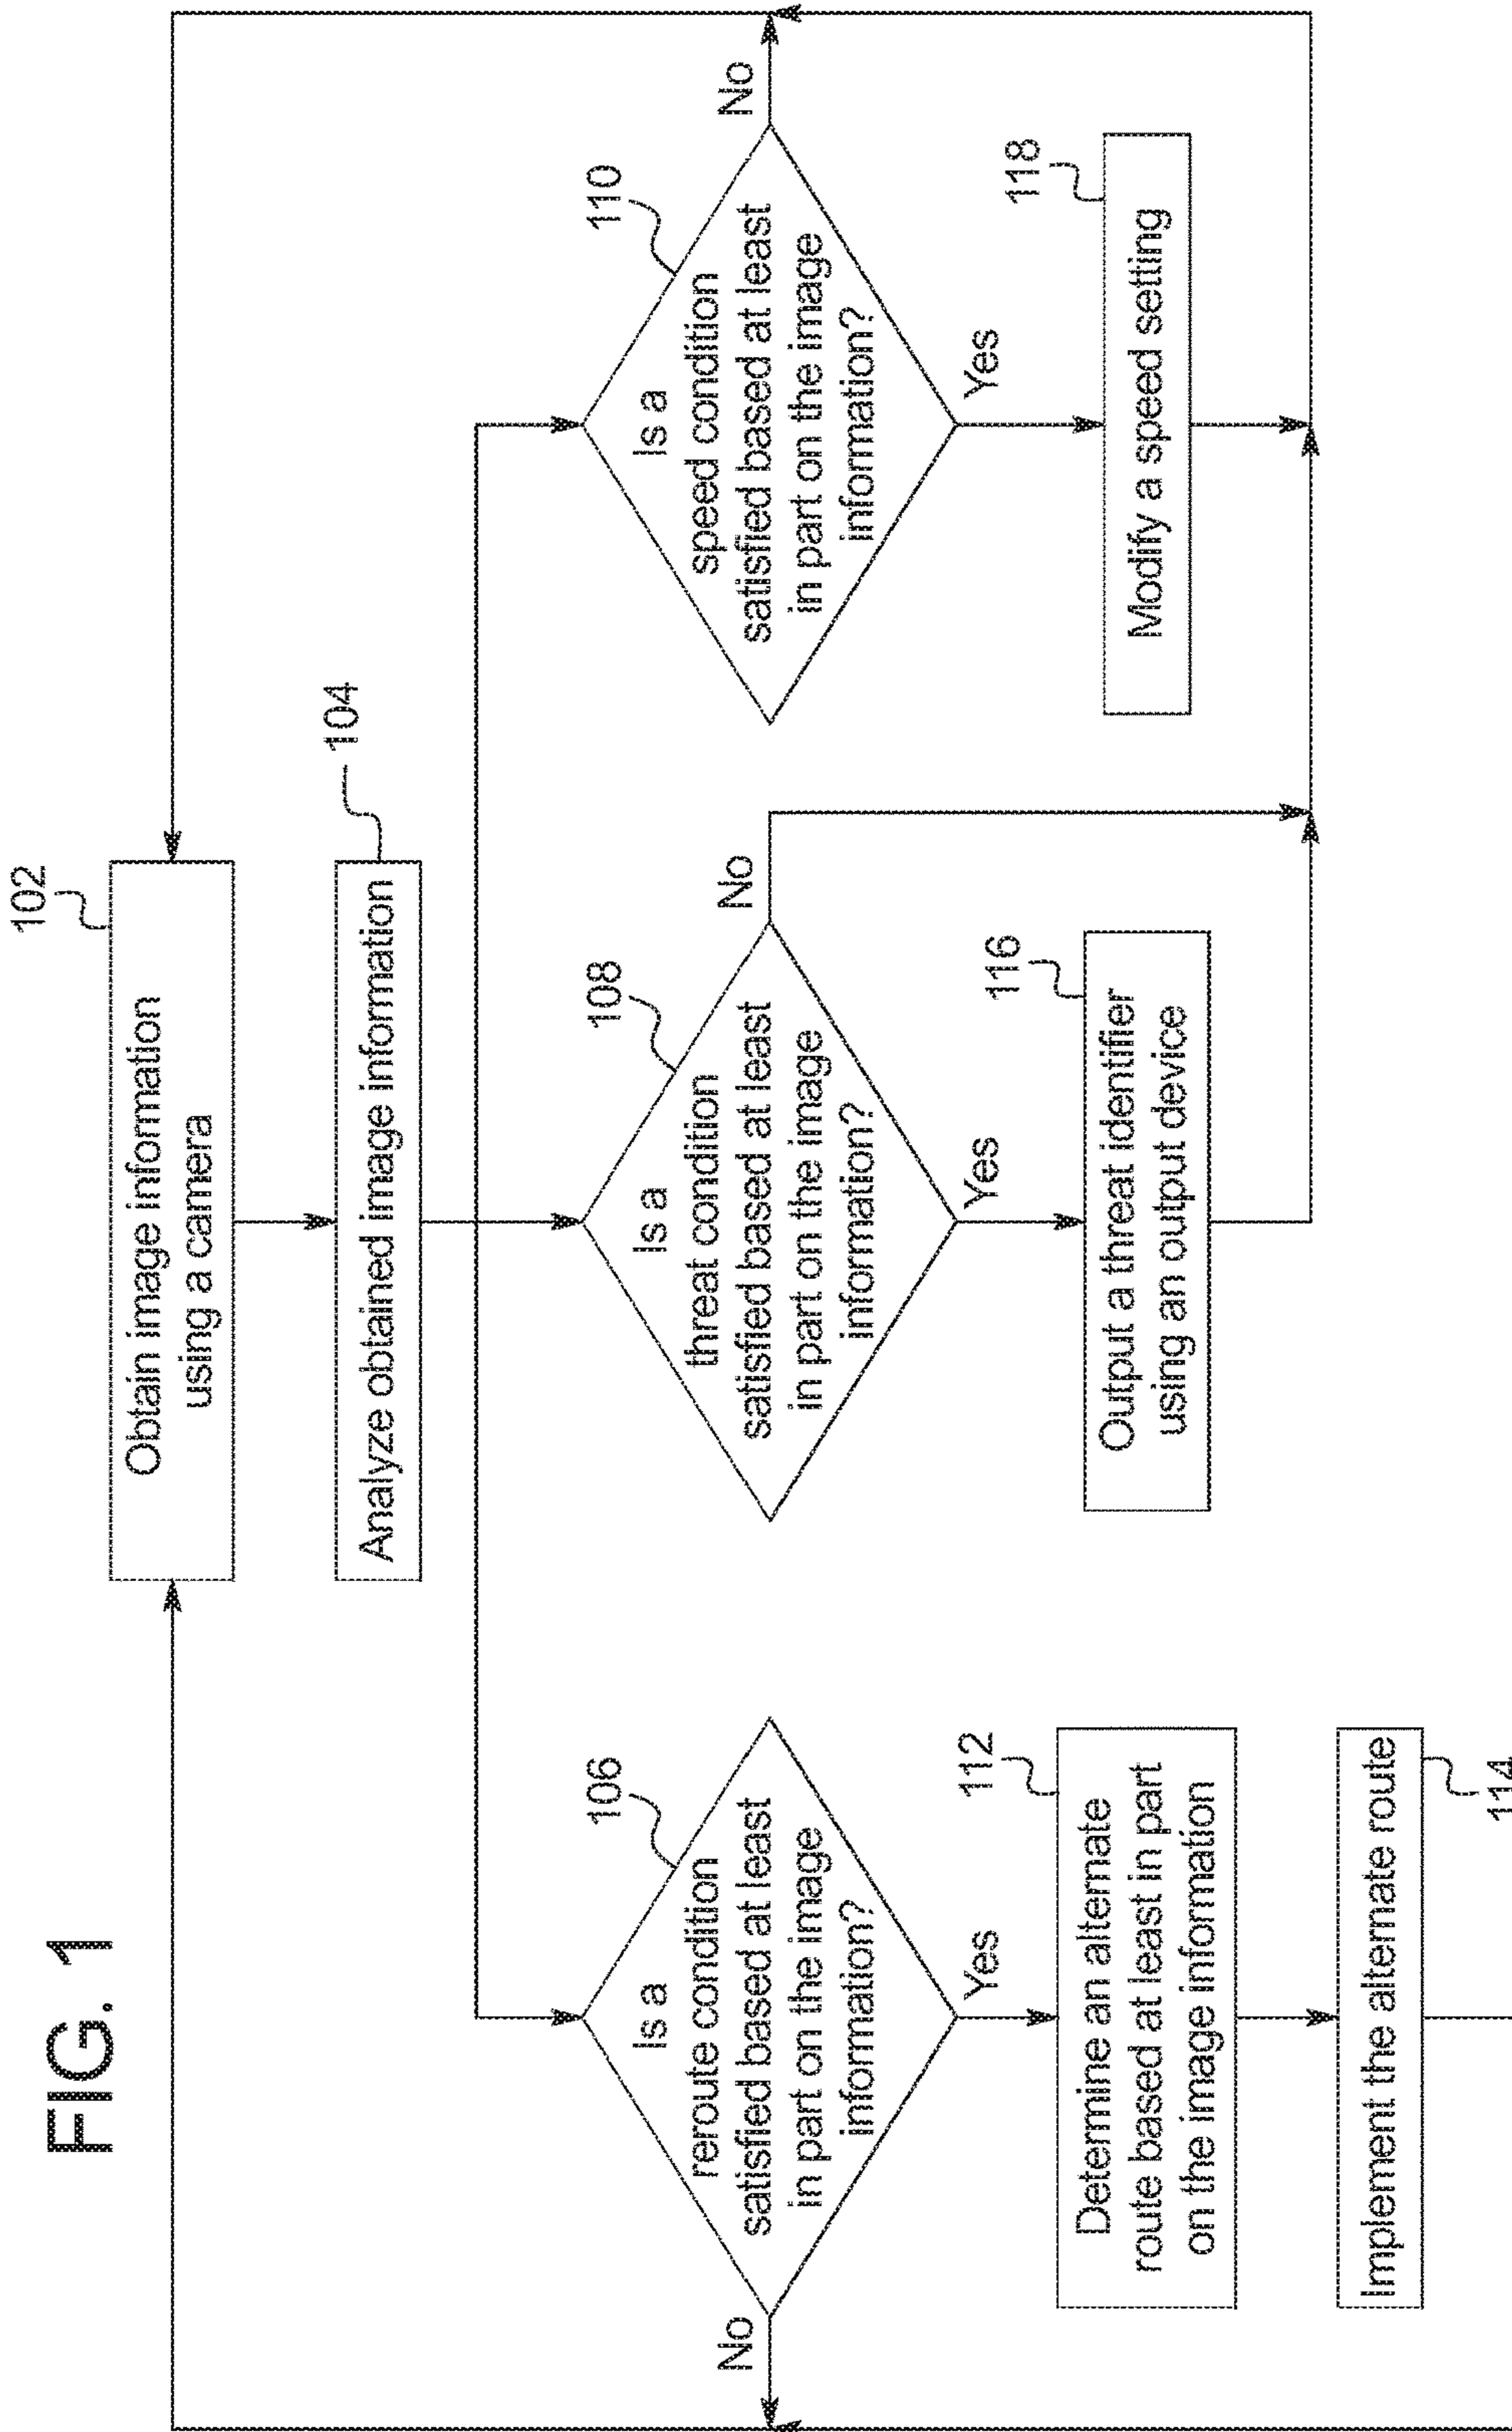 FIG. 1
102
Obtain image information
using a camera
104
Analyze obtained image information
106
Is a
reroute condition
satisfied based at least
in part on the image
information?
No
Yes
108
Is a
threat condition
satisfied based at least
in part on the image
information?
No
Yes
110
Is a
speed condition
satisfied based at least
in part on the image
information?
No
Yes
112
Determine an alternate
route based at least in part
on the image information
116
Output a threat identifier
using an output device
118
Modify a speed setting
Implement the alternate route
114